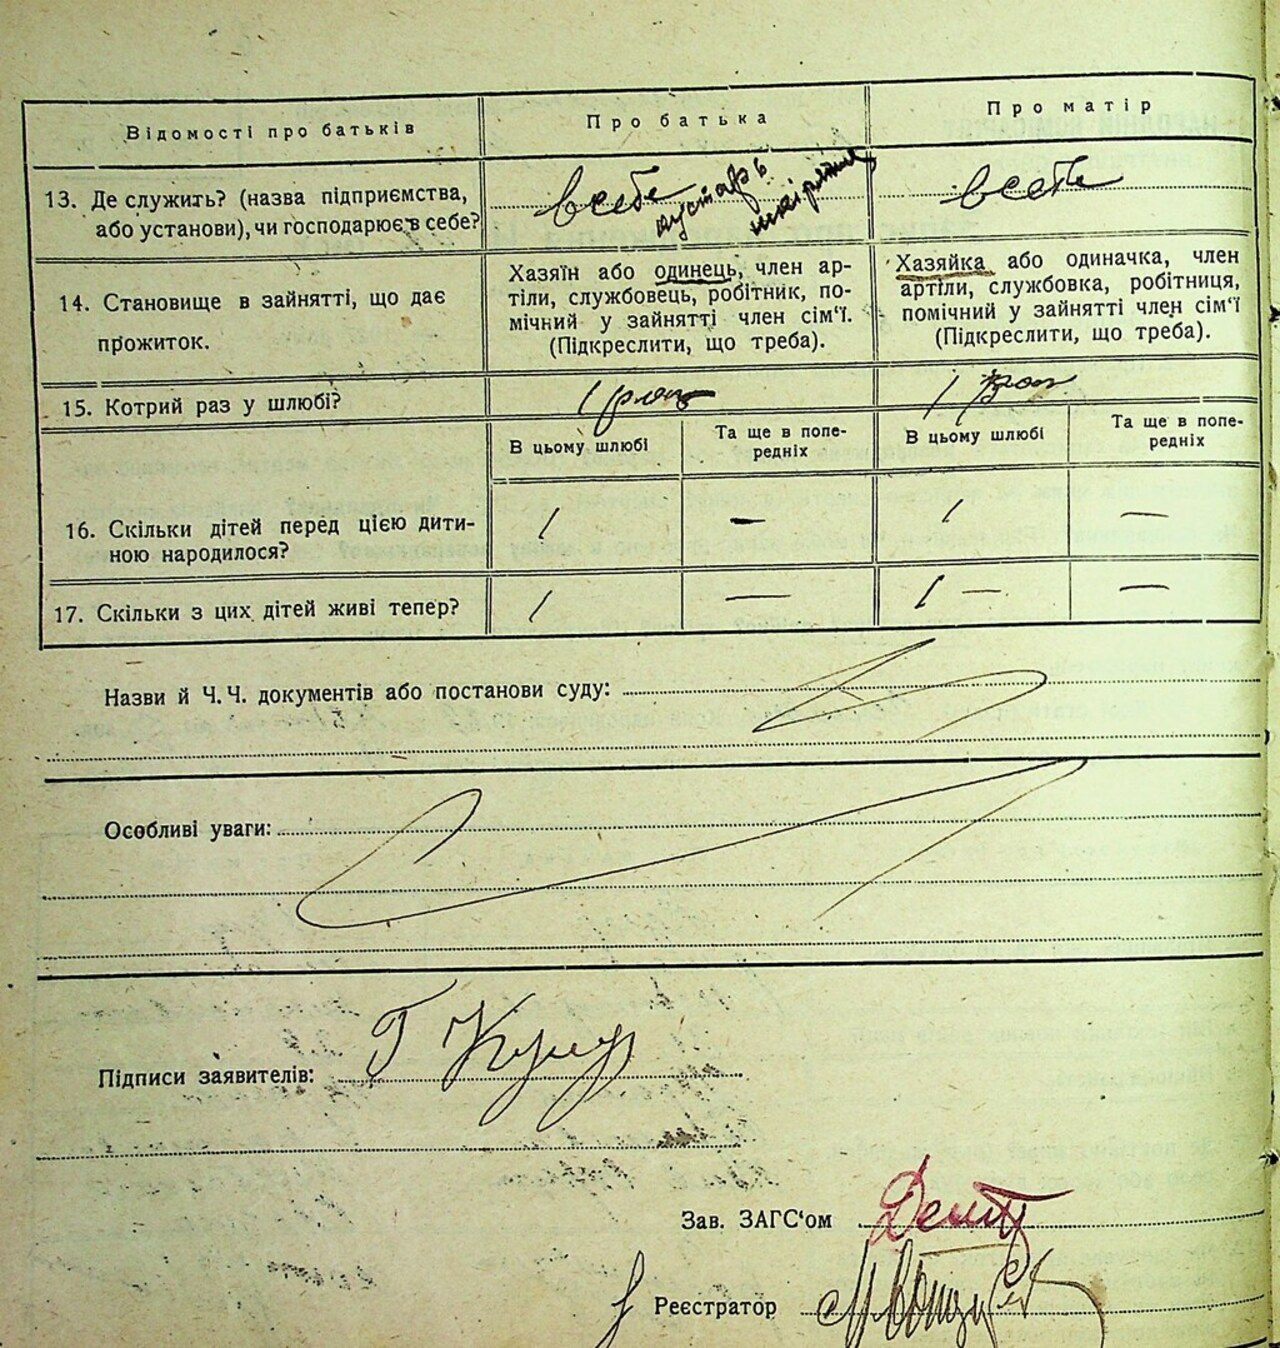 Відомості про батьків
Про батька
Про матір
13. Де служить? (назва підприємства,
або установи), чи господарює в себе?
в себе
кустарь
в себе
14. Становище в зайнятті, що дає
прожиток.
Хазяїн або одинець, член ар-
тіли, службовець, робітник, по-
мічний у зайнятті член сім'ї.
(Підкреслити, що треба).
Хазяйка або одиначка, член
артіли, службовка, робітниця,
помічний у зайнятті член сім'ї
(Підкреслити, що треба).
15. Котрий раз у шлюбі?
1 раз
1 раз
В цьому шлюбі
Та ще в попе-
редніх
В цьому шлюбі
Та ще в попе-
редніх
16. Скільки дітей перед цією дити-
ною народилося?
1
—
1
—
17. Скільки з цих дітей живі тепер?
1
—
1 —
—
Назви й Ч. Ч. документів або постанови суду:
Особливі уваги:
Підписи заявителів:
Зав. ЗАГС'ом
Реєстратор